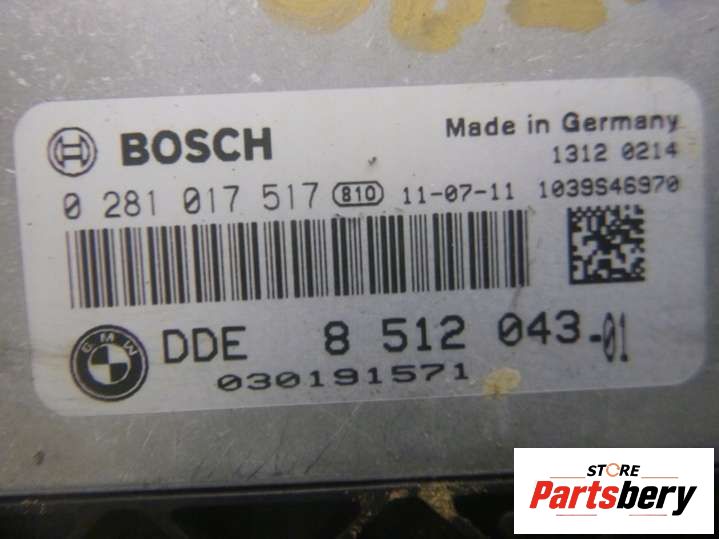 BOSCH
Made in Germany
1312 0214
0 281 017 517 810 11-07-11 1039S46970
BMW
DDE 8 512 043-01
030191571
STORE
Partsbery